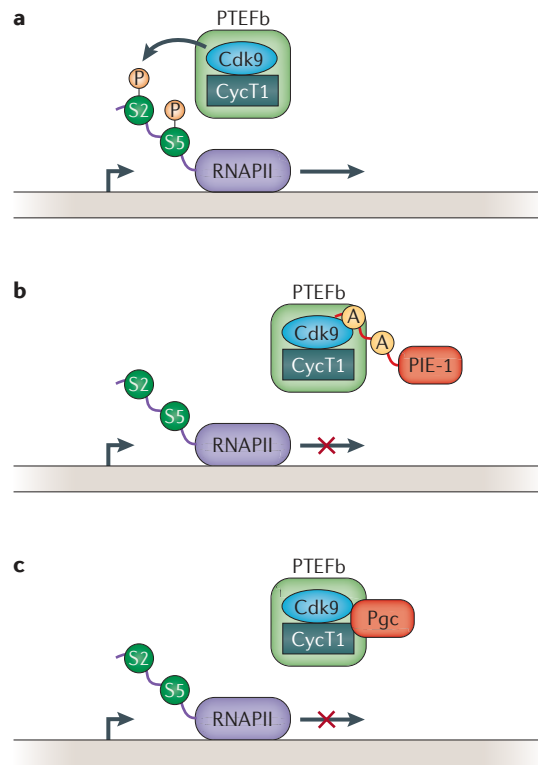 a
PTEFb
Cdk9
CycT1
P
P
S2
S5
RNAPII
b
PTEFb
Cdk9
A
CycT1
A
PIE-1
S2
S5
RNAPII
c
PTEFb
Cdk9
Pgc
CycT1
S2
S5
RNAPII